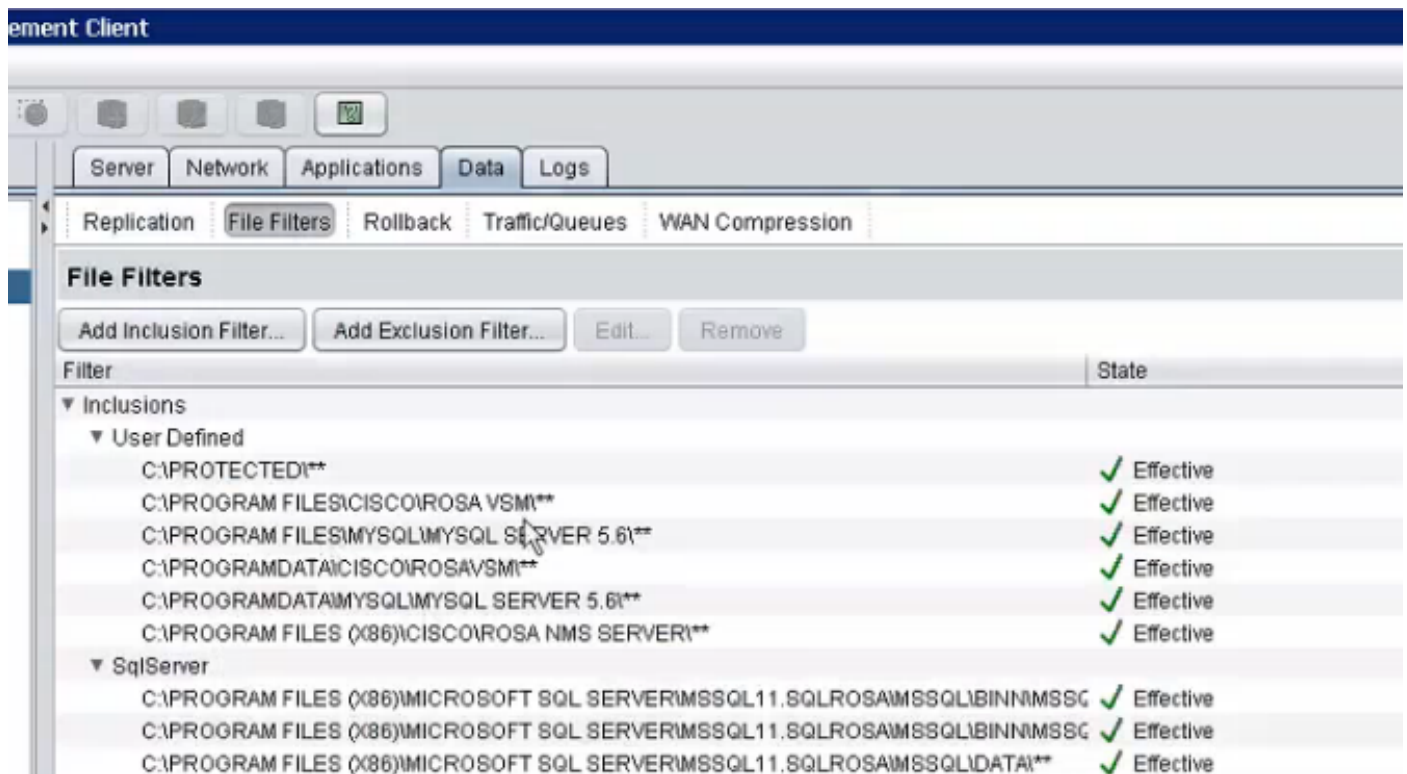 ement Client
Server Network Applications Data Logs
Replication File Filters Rollback Traffic/Queues WAN Compression
File Filters
Add Inclusion Filter... Add Exclusion Filter... Edit... Remove
Filter State
Inclusions
User Defined
C:\PROTECTED\** Effective
C:\PROGRAM FILES\CISCO\ROSA VSM\** Effective
C:\PROGRAM FILES\MYSQL\MYSQL SERVER 5.6\** Effective
C:\PROGRAMDATA\CISCO\ROSAVSM\** Effective
C:\PROGRAMDATA\MYSQL\MYSQL SERVER 5.6\** Effective
C:\PROGRAM FILES (X86)\CISCO\ROSA NMS SERVER\** Effective
SqlServer
C:\PROGRAM FILES (X86)\MICROSOFT SQL SERVER\MSSQL11.SQLROSA\MSSQL\BINN\MSSQ Effective
C:\PROGRAM FILES (X86)\MICROSOFT SQL SERVER\MSSQL11.SQLROSA\MSSQL\BINN\MSSQ Effective
C:\PROGRAM FILES (X86)\MICROSOFT SQL SERVER\MSSQL11.SQLROSA\MSSQL\DATA\** Effective